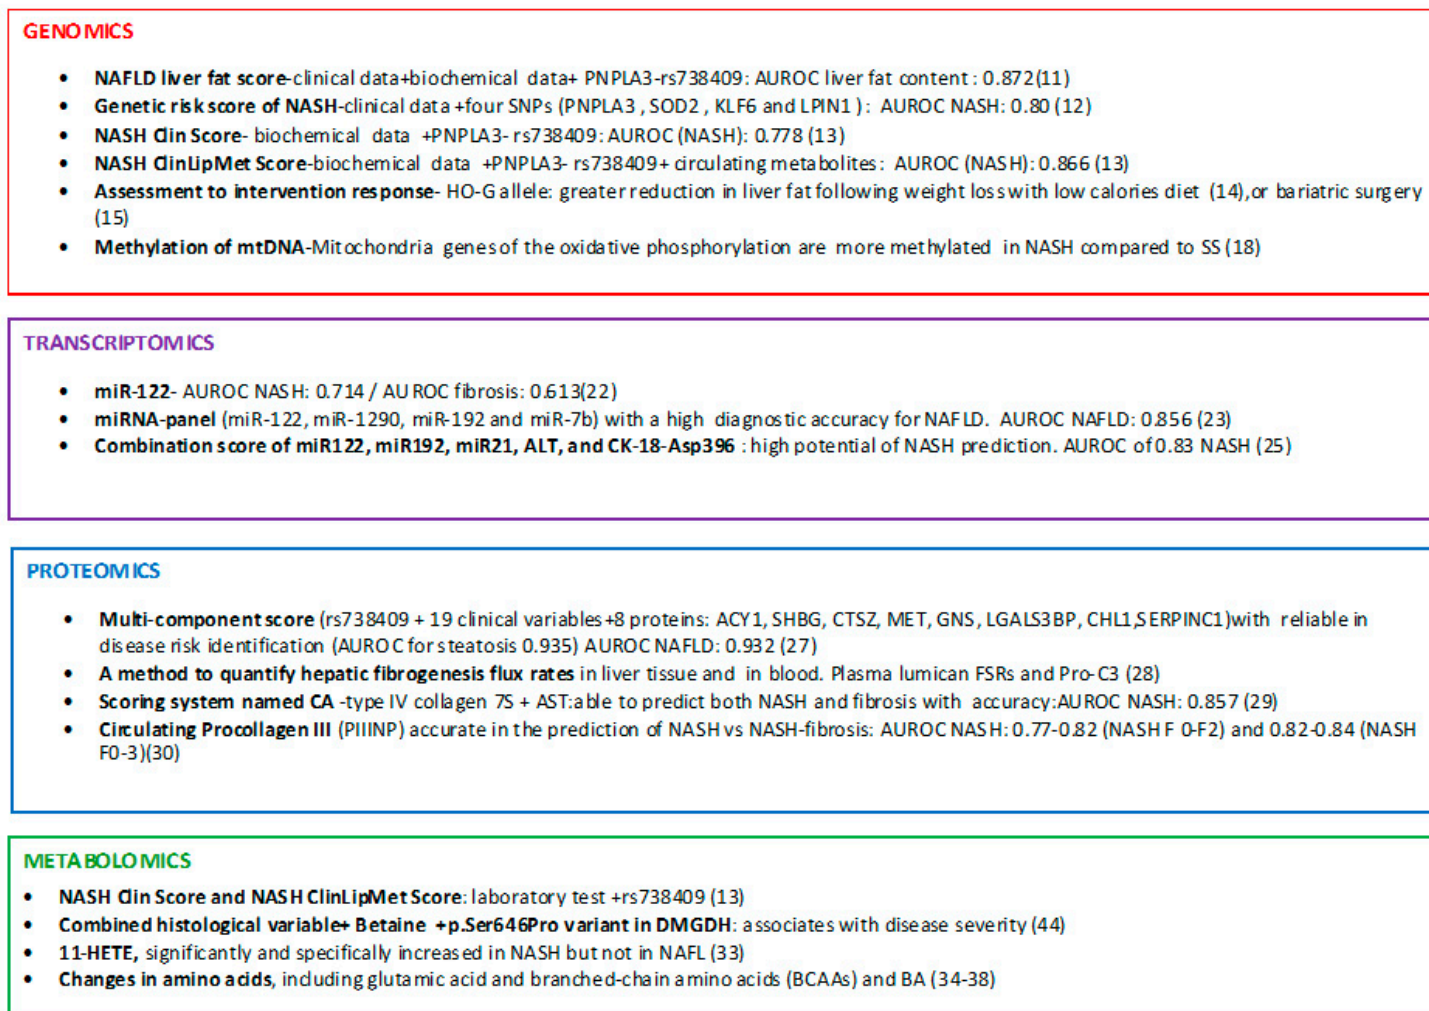 GENOMICS
• NAFLD liver fat score-clinical data+biochemical data+ PNPLA3-rs738409: AUROC liver fat content : 0.872(11)
• Genetic risk score of NASH-clinical data +four SNPs (PNPLA3 , SOD2 , KLF6 and LPIN1 ) : AUROC NASH: 0.80 (12)
• NASH Clin Score- biochemical data +PNPLA3- rs738409: AUROC (NASH): 0.778 (13)
• NASH ClinLipMet Score-biochemical data +PNPLA3- rs738409+ circulating metabolites: AUROC (NASH): 0.866 (13)
• Assessment to intervention response- HO-G allele: greater reduction in liver fat following weight loss with low calories diet (14),or bariatric surgery
(15)
• Methylation of mtDNA-Mitochondria genes of the oxidative phosphorylation are more methylated in NASH compared to SS (18)
TRANSCRIPTOMICS
• miR-122- AUROC NASH: 0.714 / AUROC fibrosis: 0.613(22)
• miRNA-panel (miR-122, miR-1290, miR-192 and miR-7b) with a high diagnostic accuracy for NAFLD. AUROC NAFLD: 0.856 (23)
• Combination score of miR122, miR192, miR21, ALT, and CK-18-Asp396 : high potential of NASH prediction. AUROC of 0.83 NASH (25)
PROTEOMICS
• Multi-component score (rs738409 + 19 clinical variables+8 proteins: ACY1, SHBG, CTSZ, MET, GNS, LGALS3BP, CHL1,SERPINC1)with reliable in
disease risk identification (AUROC for steatosis 0.935) AUROC NAFLD: 0.932 (27)
• A method to quantify hepatic fibrogenesis flux rates in liver tissue and in blood. Plasma lumican FSRs and Pro-C3 (28)
• Scoring system named CA -type IV collagen 7S + AST:able to predict both NASH and fibrosis with accuracy:AUROC NASH: 0.857 (29)
• Circulating Procollagen III (PIIINP) accurate in the prediction of NASH vs NASH-fibrosis: AUROC NASH: 0.77-0.82 (NASH F 0-F2) and 0.82-0.84 (NASH
F0-3)(30)
METABOLOMICS
• NASH Clin Score and NASH ClinLipMet Score: laboratory test +rs738409 (13)
• Combined histological variable+ Betaine +p.Ser646Pro variant in DMGDH: associates with disease severity (44)
• 11-HETE, significantly and specifically increased in NASH but not in NAFL (33)
• Changes in amino acids, including glutamic acid and branched-chain amino acids (BCAAs) and BA (34-38)